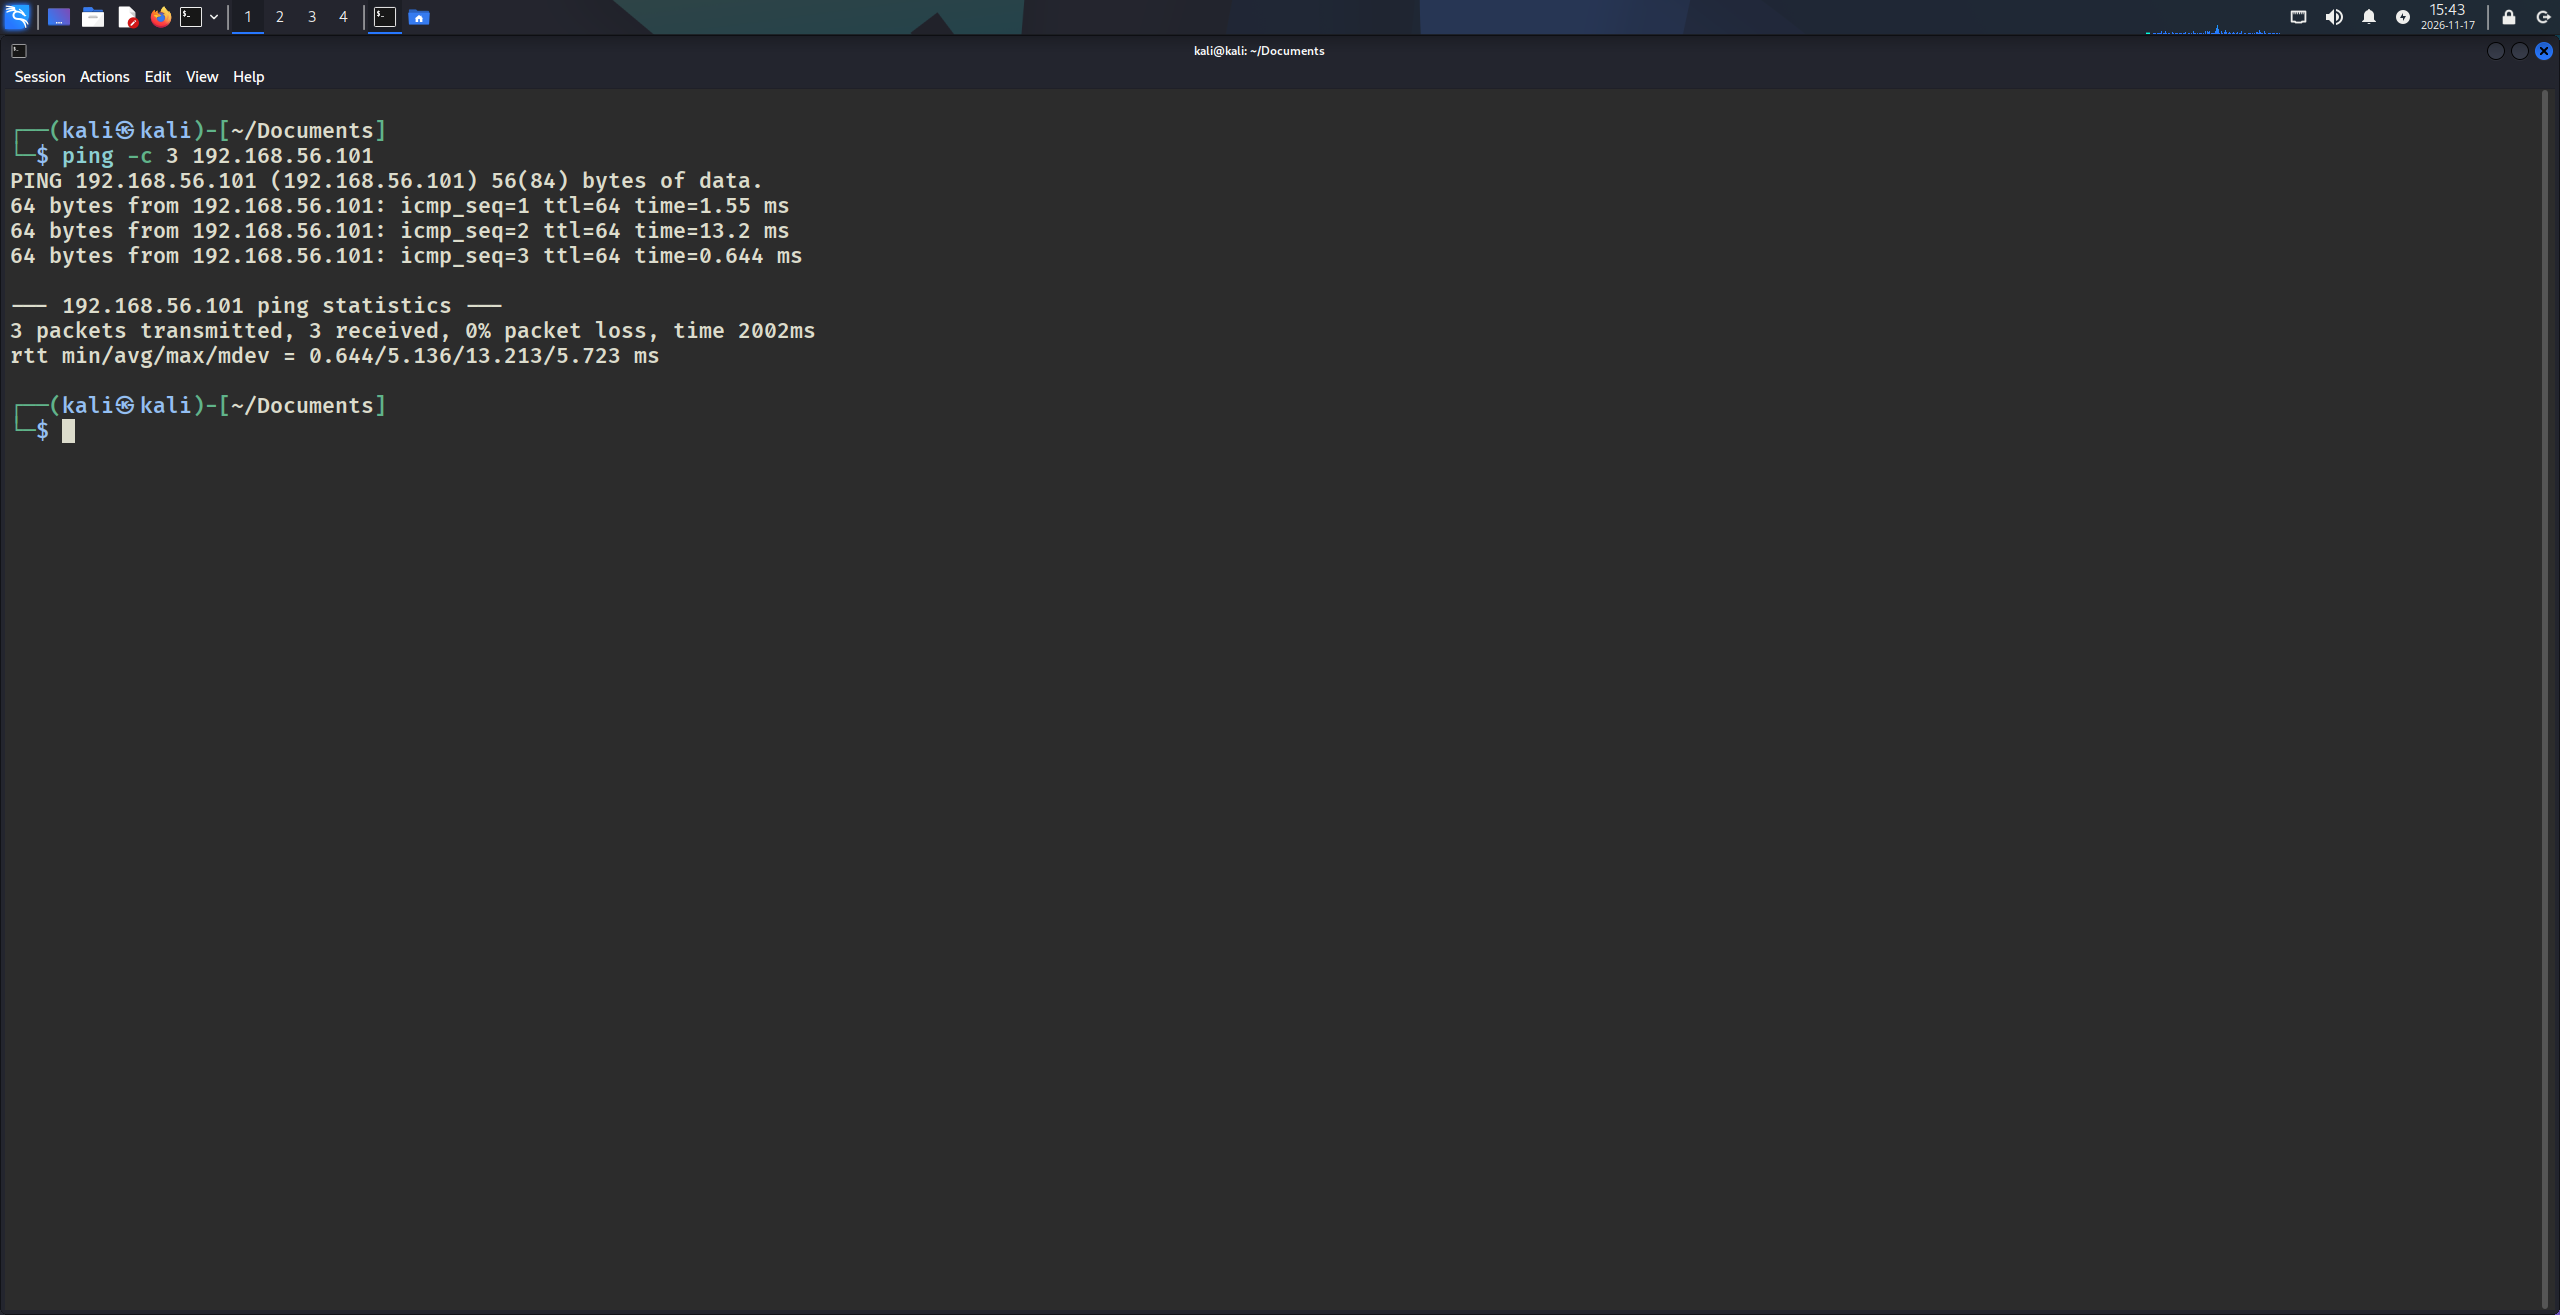 1 2 3 4 15:43
2026-11-17
kali@kali: ~/Documents
Session Actions Edit View Help
┌──(kali㉿kali)-[~/Documents]
└─$ ping -c 3 192.168.56.101
PING 192.168.56.101 (192.168.56.101) 56(84) bytes of data.
64 bytes from 192.168.56.101: icmp_seq=1 ttl=64 time=1.55 ms
64 bytes from 192.168.56.101: icmp_seq=2 ttl=64 time=13.2 ms
64 bytes from 192.168.56.101: icmp_seq=3 ttl=64 time=0.644 ms
--- 192.168.56.101 ping statistics ---
3 packets transmitted, 3 received, 0% packet loss, time 2002ms
rtt min/avg/max/mdev = 0.644/5.136/13.213/5.723 ms
┌──(kali㉿kali)-[~/Documents]
└─$